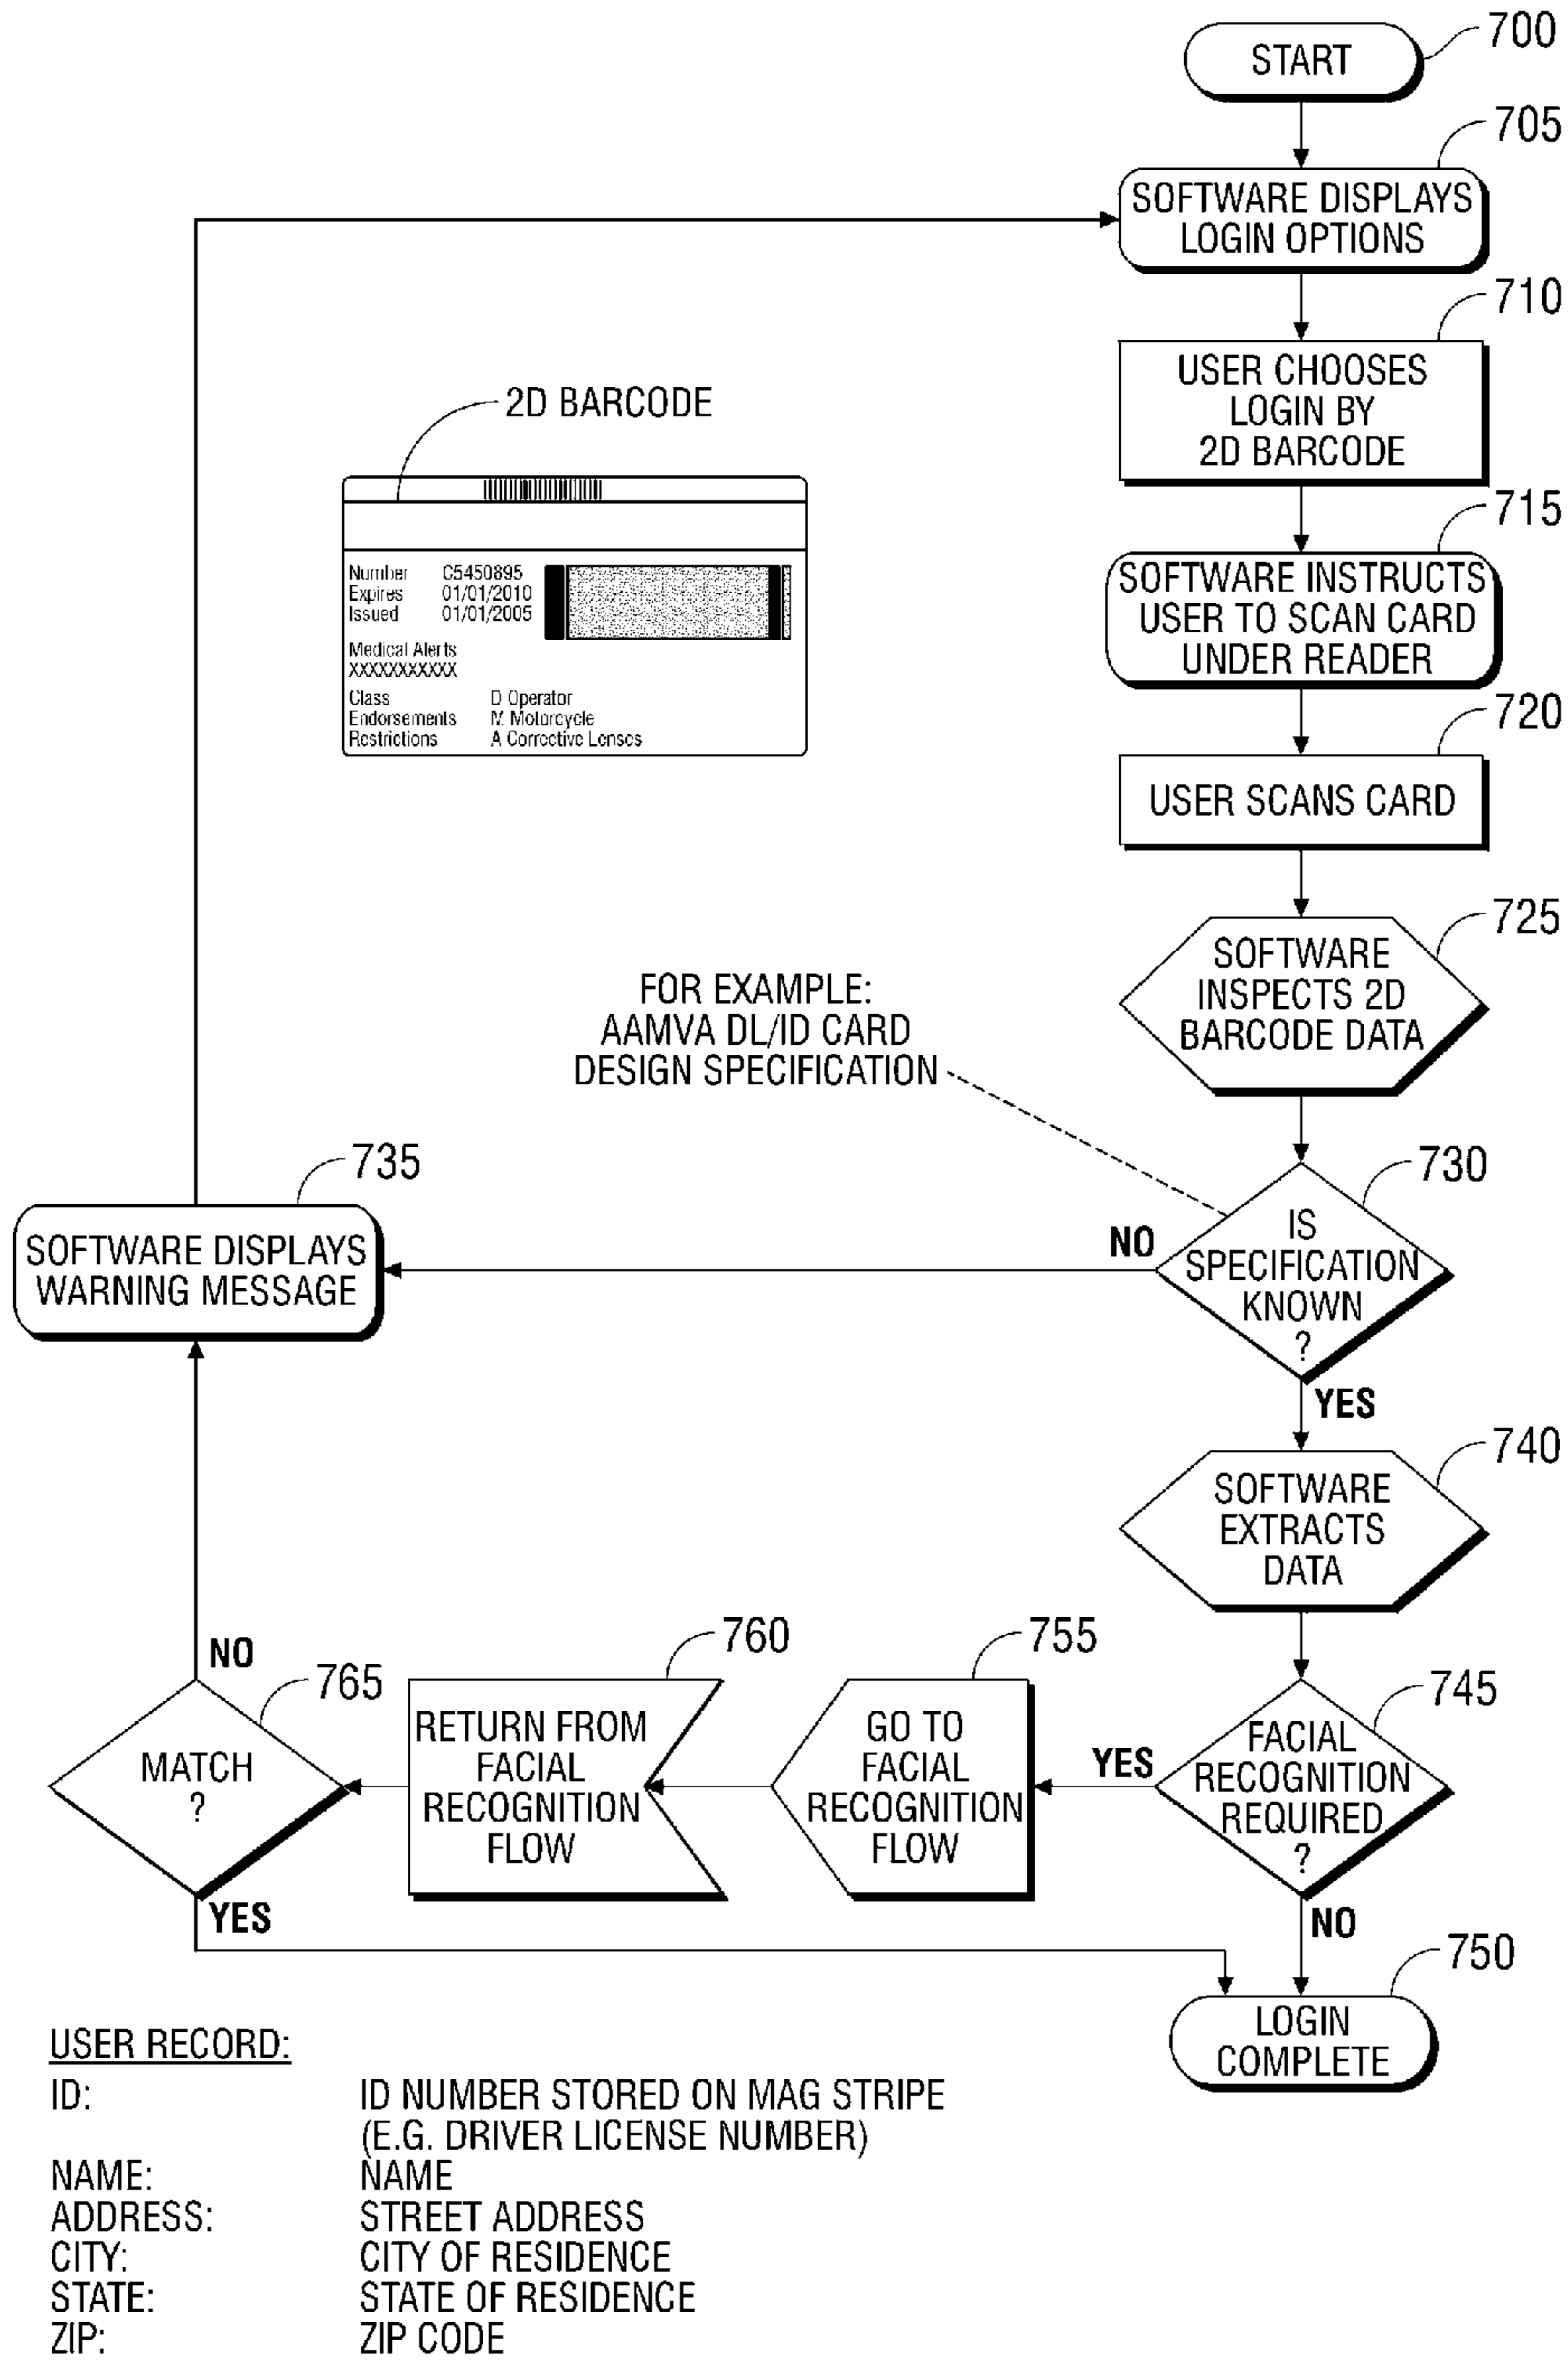 START
700
705
SOFTWARE DISPLAYS
LOGIN OPTIONS
710
USER CHOOSES
LOGIN BY
2D BARCODE
2D BARCODE
Number C5450895
Expires 01/01/2010
Issued 01/01/2005
Medical Alerts
XXXXXXXXXXX
Class D Operator
Endorsements M Motorcycle
Restrictions A Corrective Lenses
715
SOFTWARE INSTRUCTS
USER TO SCAN CARD
UNDER READER
720
USER SCANS CARD
725
SOFTWARE
INSPECTS 2D
BARCODE DATA
FOR EXAMPLE:
AAMVA DL/ID CARD
DESIGN SPECIFICATION
730
IS
SPECIFICATION
KNOWN
?
NO
YES
735
SOFTWARE DISPLAYS
WARNING MESSAGE
740
SOFTWARE
EXTRACTS
DATA
745
FACIAL
RECOGNITION
REQUIRED
?
YES
NO
755
GO TO
FACIAL
RECOGNITION
FLOW
760
RETURN FROM
FACIAL
RECOGNITION
FLOW
765
MATCH
?
NO
YES
750
LOGIN
COMPLETE
USER RECORD:
ID: ID NUMBER STORED ON MAG STRIPE
(E.G. DRIVER LICENSE NUMBER)
NAME: NAME
ADDRESS: STREET ADDRESS
CITY: CITY OF RESIDENCE
STATE: STATE OF RESIDENCE
ZIP: ZIP CODE